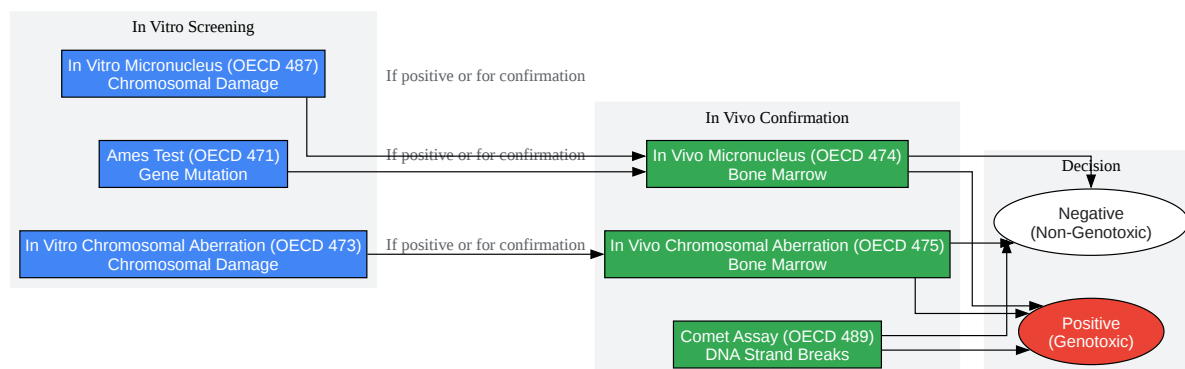 In Vitro Screening
In Vitro Micronucleus (OECD 487)
Chromosomal Damage
If positive or for confirmation
Ames Test (OECD 471)
Gene Mutation
If positive or for confirmation
In Vitro Chromosomal Aberration (OECD 473)
Chromosomal Damage
If positive or for confirmation
In Vivo Confirmation
In Vivo Micronucleus (OECD 474)
Bone Marrow
In Vivo Chromosomal Aberration (OECD 475)
Bone Marrow
Comet Assay (OECD 489)
DNA Strand Breaks
Decision
Negative
(Non-Genotoxic)
Positive
(Genotoxic)